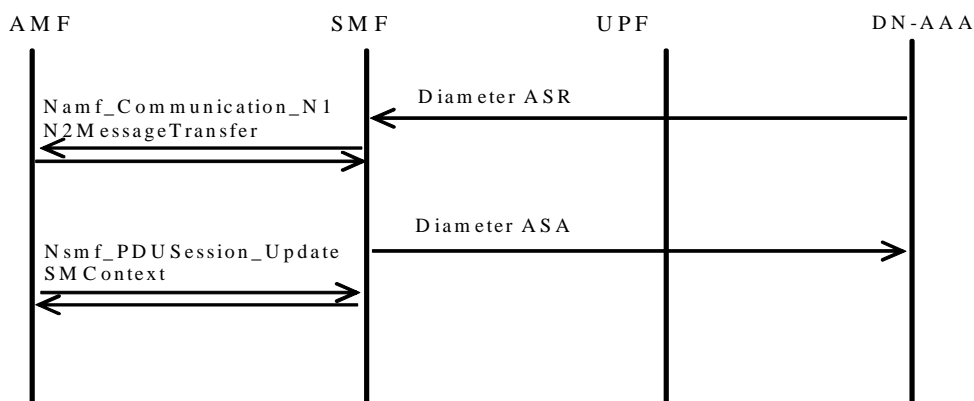 AMF
SMF
UPF
DN-AAA
Diameter ASR
Namf_Communication_N1
N2MessageTransfer
Diameter ASA
Nsmf_PDUSession_Update
SMContext